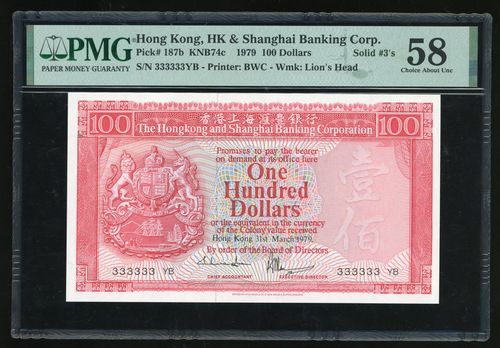 PMG
PAPER MONEY GUARANTY
Hong Kong, HK & Shanghai Banking Corp.
Pick# 187b KNB74c 1979 100 Dollars Solid #3's
S/N 333333YB - Printer: BWC - Wmk: Lion's Head
58
Choice About Unc
香港上海滙豐銀行
100 The Hongkong and Shanghai Banking Corporation 100
Promises to pay the bearer
on demand at its office here
One
Hundred
Dollars
or the equivalent in the currency
of the Colony value received
Hong Kong 31st March 1979.
By order of the Board of Directors
壹佰
333333 YB
CHIEF ACCOUNTANT
EXECUTIVE DIRECTOR
333333 YB